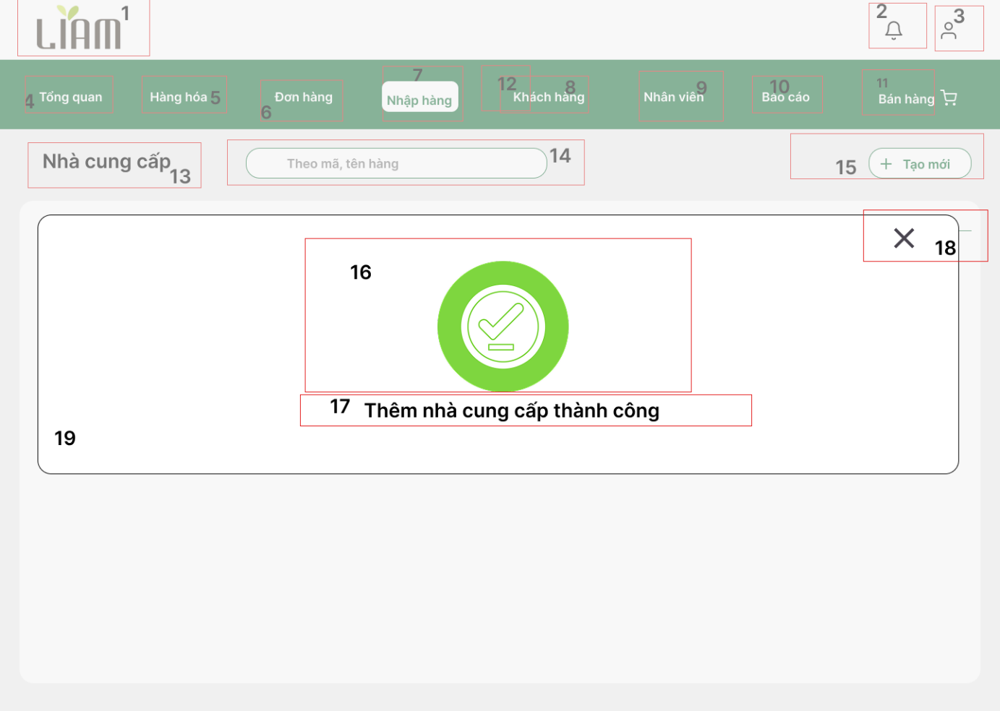 LIAM 1
2
3
4 Tổng quan
Hàng hóa 5
6 Đơn hàng
7
Nhập hàng
12
Khách hàng 8
Nhân viên 9
10
Báo cáo
11
Bán hàng
Nhà cung cấp 13
Theo mã, tên hàng 14
15 + Tạo mới
18
16
17 Thêm nhà cung cấp thành công
19